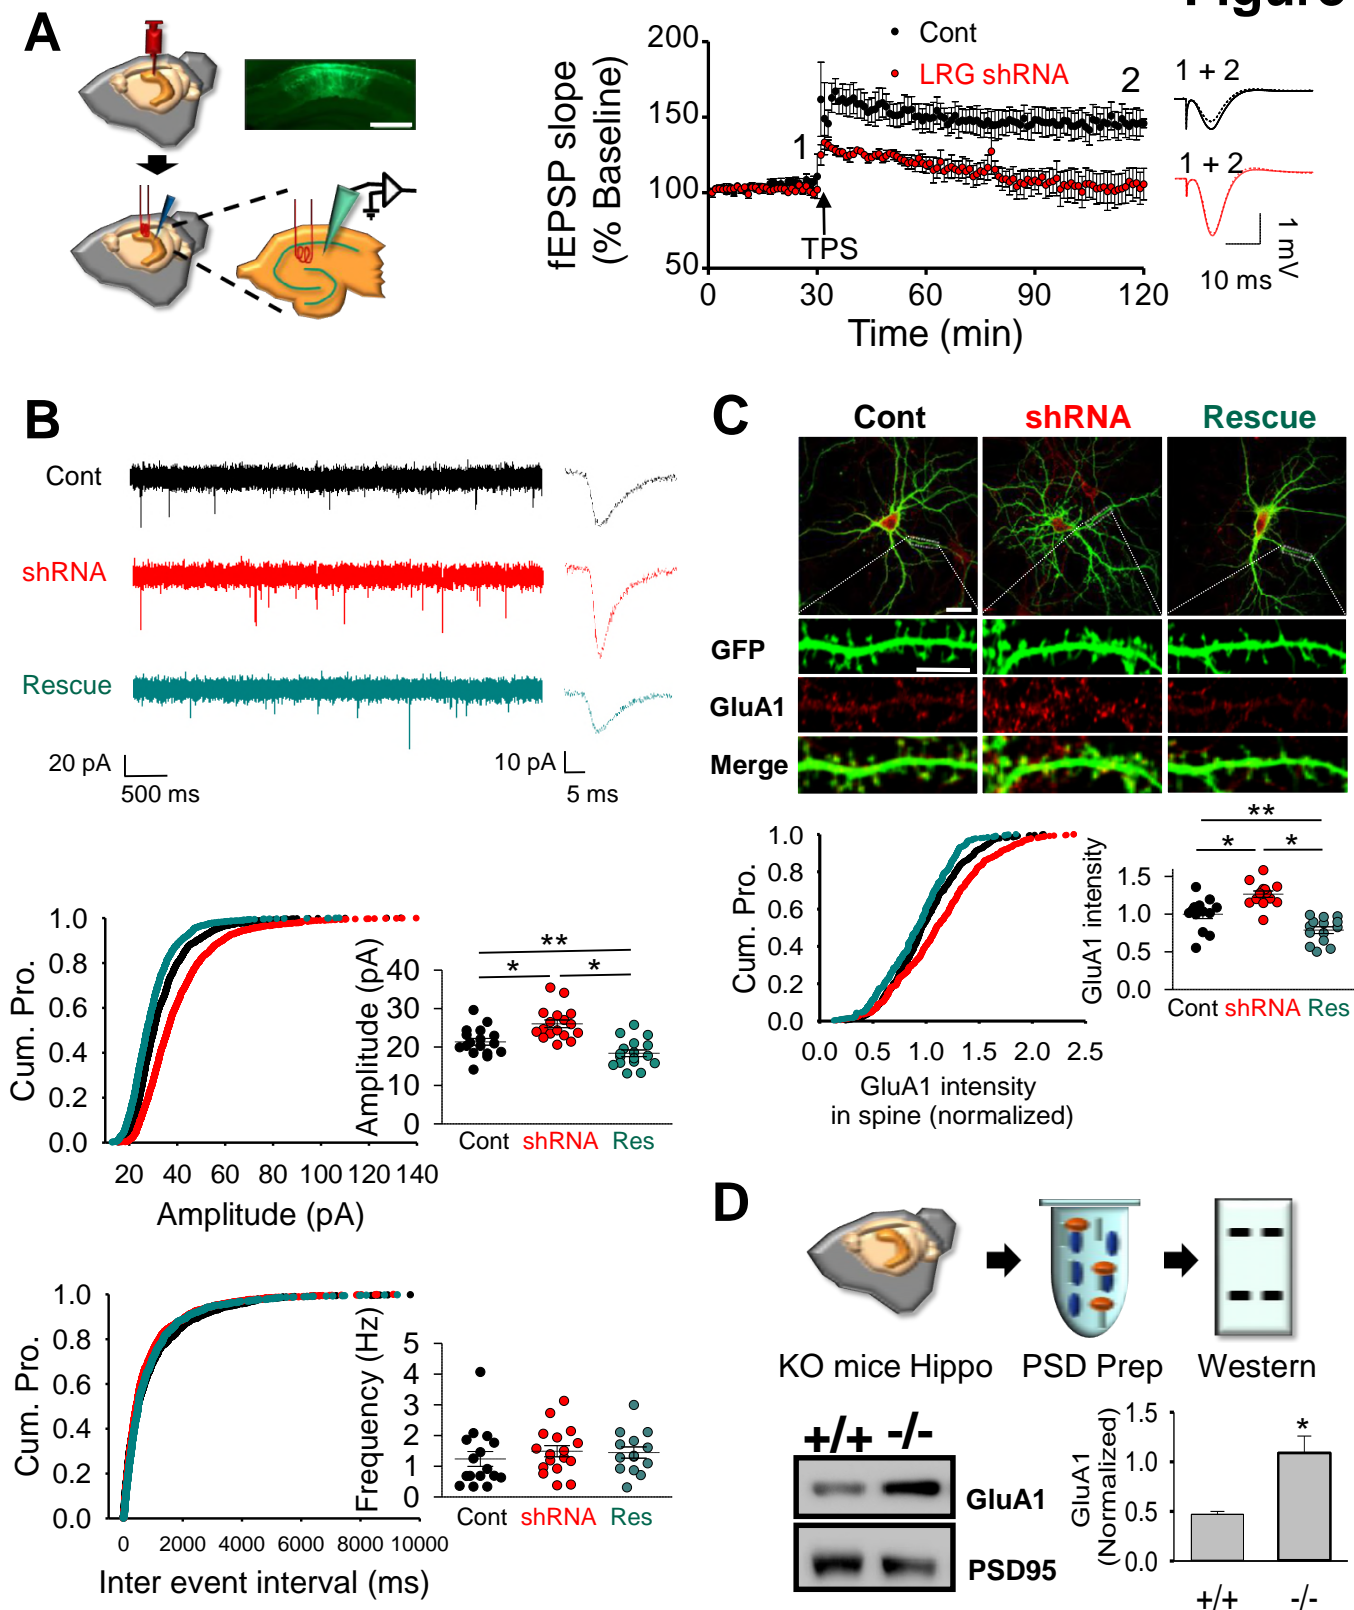 Figure
A
200
150
100
50
fEPSP slope
(% Baseline)
Cont
LRG shRNA
1
2
TPS
0 30 60 90 120
Time (min)
1 + 2
1 + 2
1 mV
10 ms
B
Cont
shRNA
Rescue
20 pA
500 ms
10 pA
5 ms
1.0
0.8
0.6
0.4
0.2
0.0
Cum. Pro.
20 40 60 80 100 120 140
Amplitude (pA)
Amplitude (pA)
40
30
20
10
0
**
* *
Cont shRNA Res
1.0
0.8
0.6
0.4
0.2
0.0
Cum. Pro.
0 2000 4000 6000 8000 10000
Inter event interval (ms)
Frequency (Hz)
5
4
3
2
1
0
Cont shRNA Res
C
Cont shRNA Rescue
GFP
GluA1
Merge
1.0
0.8
0.6
0.4
0.2
0.0
Cum. Pro.
0.0 0.5 1.0 1.5 2.0 2.5
GluA1 intensity
in spine (normalized)
GluA1 intensity
1.5
1.0
0.5
0.0
**
* *
Cont shRNA Res
D
KO mice Hippo PSD Prep Western
+/+ -/-
GluA1
PSD95
GluA1
(Normalized)
1.5
1.0
0.5
0.0
*
+/+ -/-